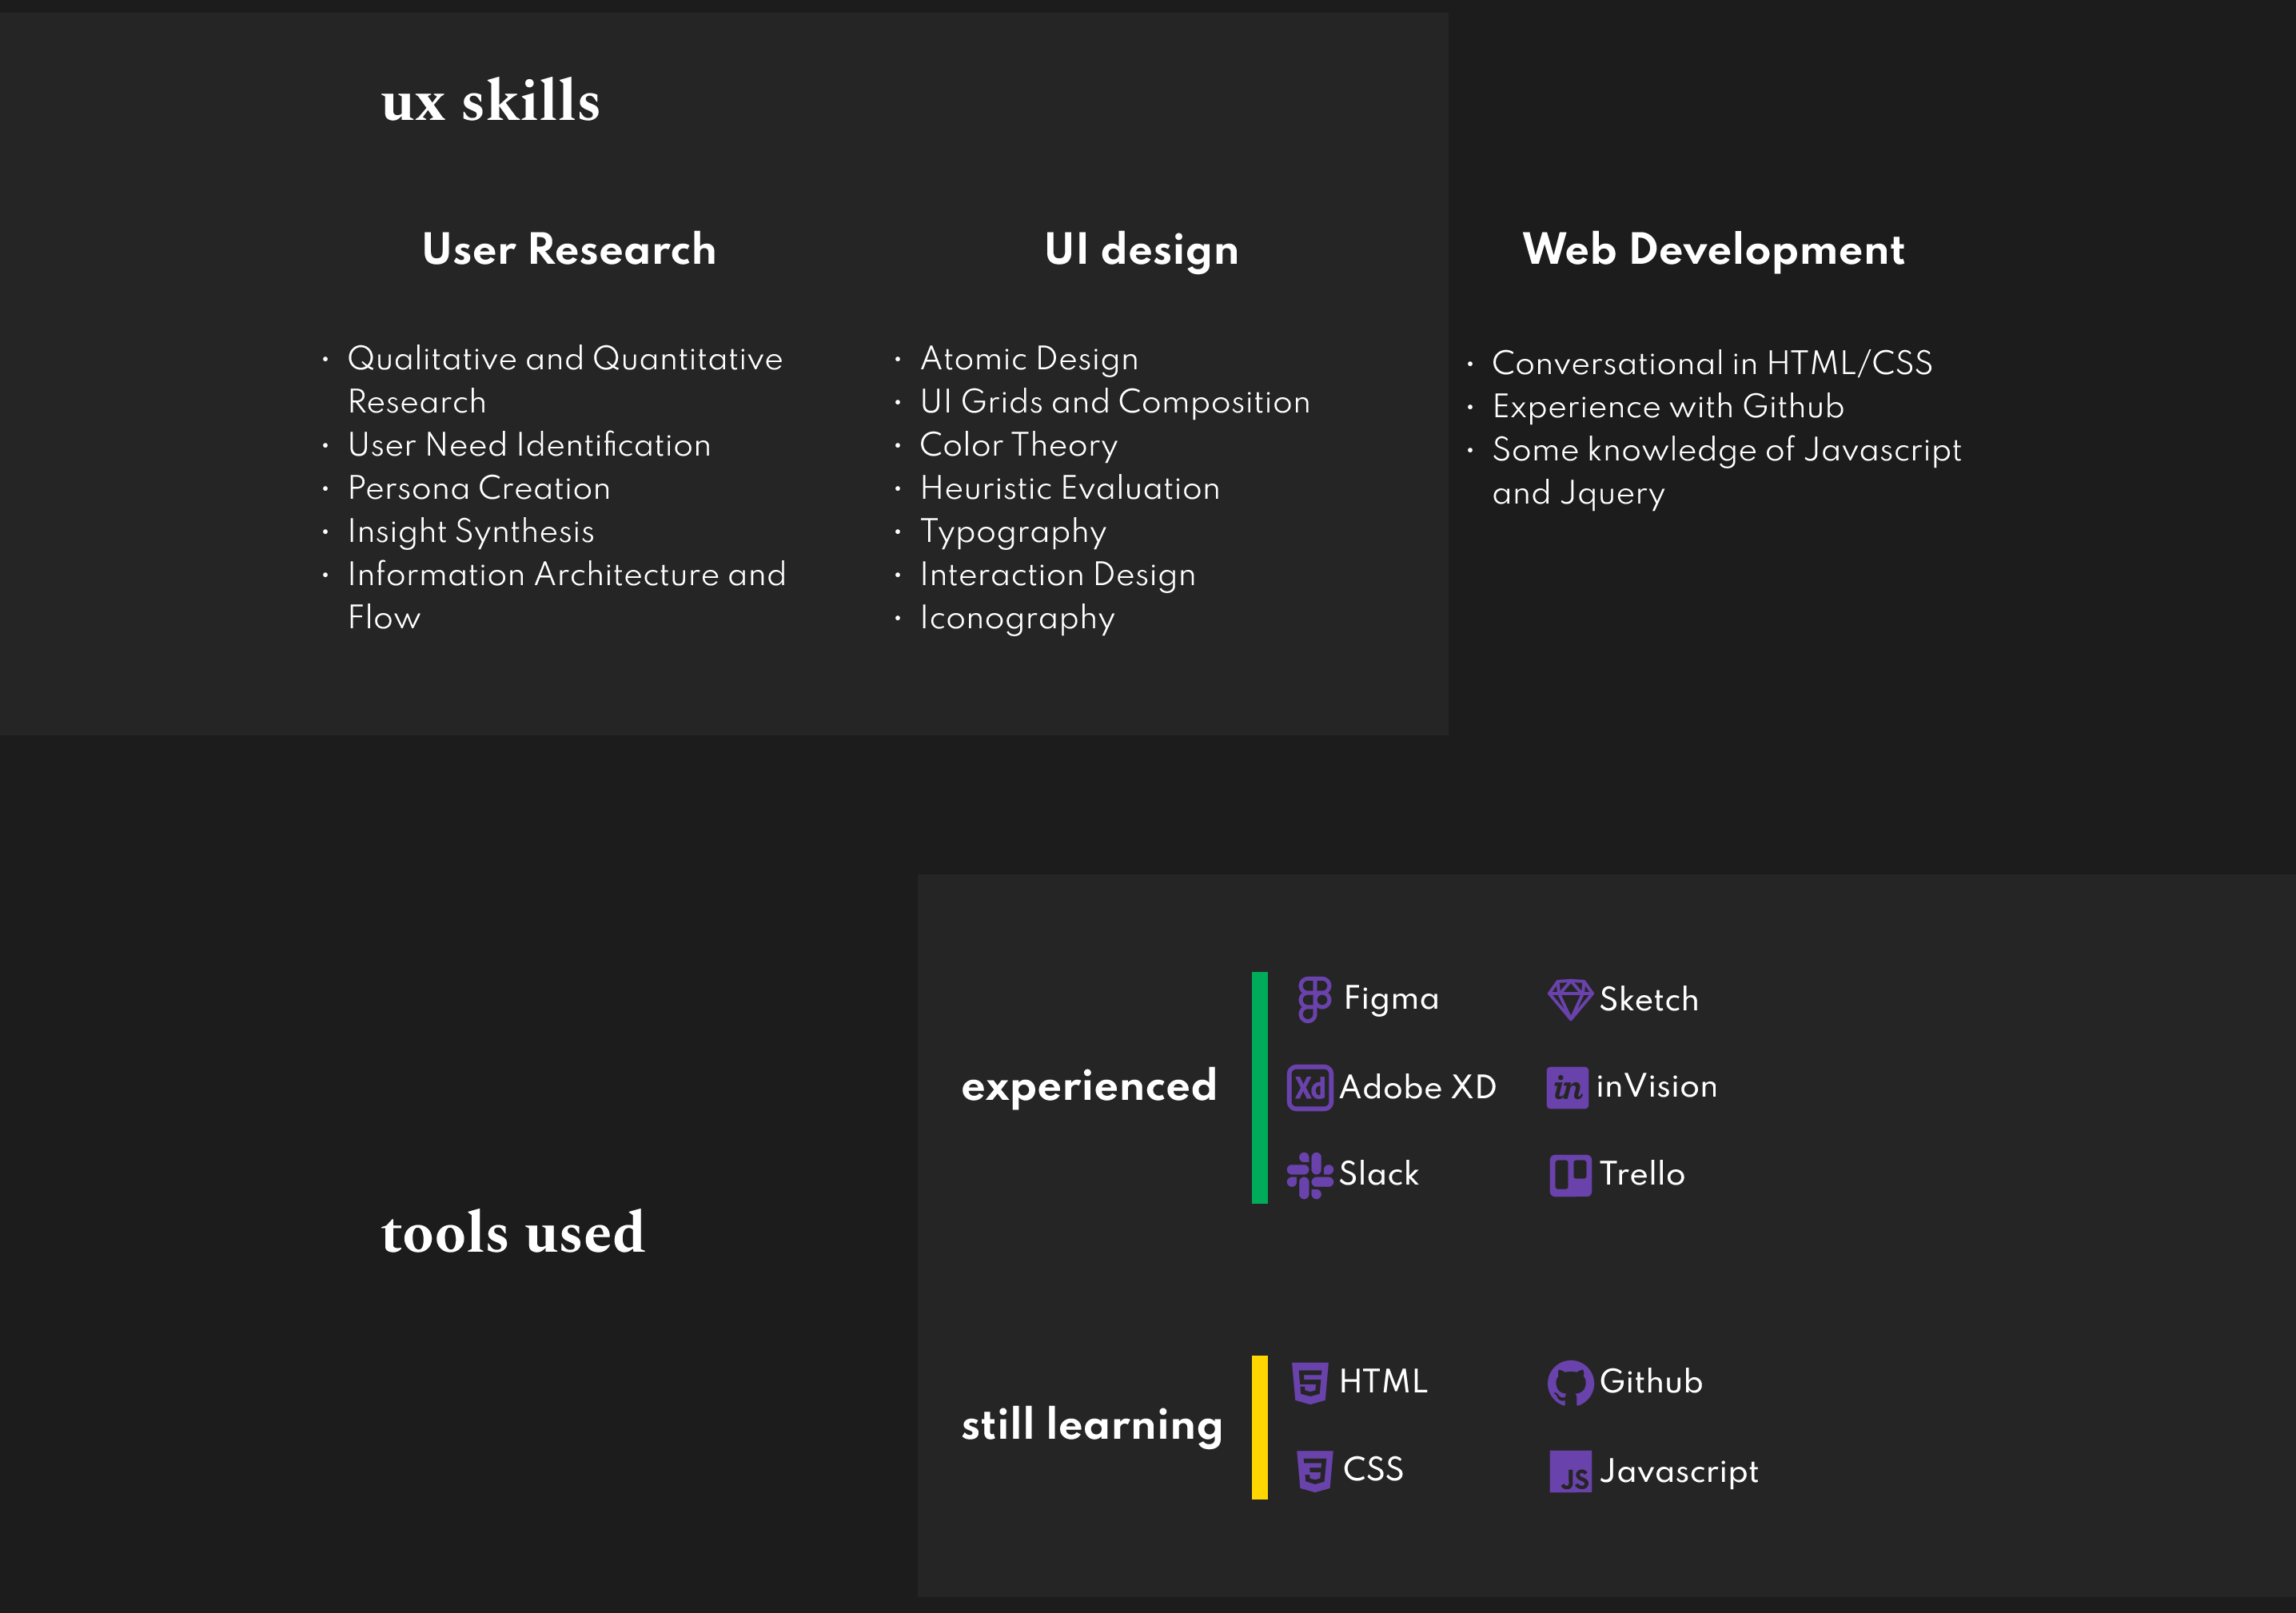 ux skills
User Research
• Qualitative and Quantitative
Research
• User Need Identification
• Persona Creation
• Insight Synthesis
• Information Architecture and
Flow
UI design
• Atomic Design
• UI Grids and Composition
• Color Theory
• Heuristic Evaluation
• Typography
• Interaction Design
• Iconography
Web Development
• Conversational in HTML/CSS
• Experience with Github
• Some knowledge of Javascript
and Jquery
tools used
experienced
Figma
Sketch
Xd Adobe XD
in inVision
Slack
Trello
still learning
5 HTML
Github
CSS
JS Javascript